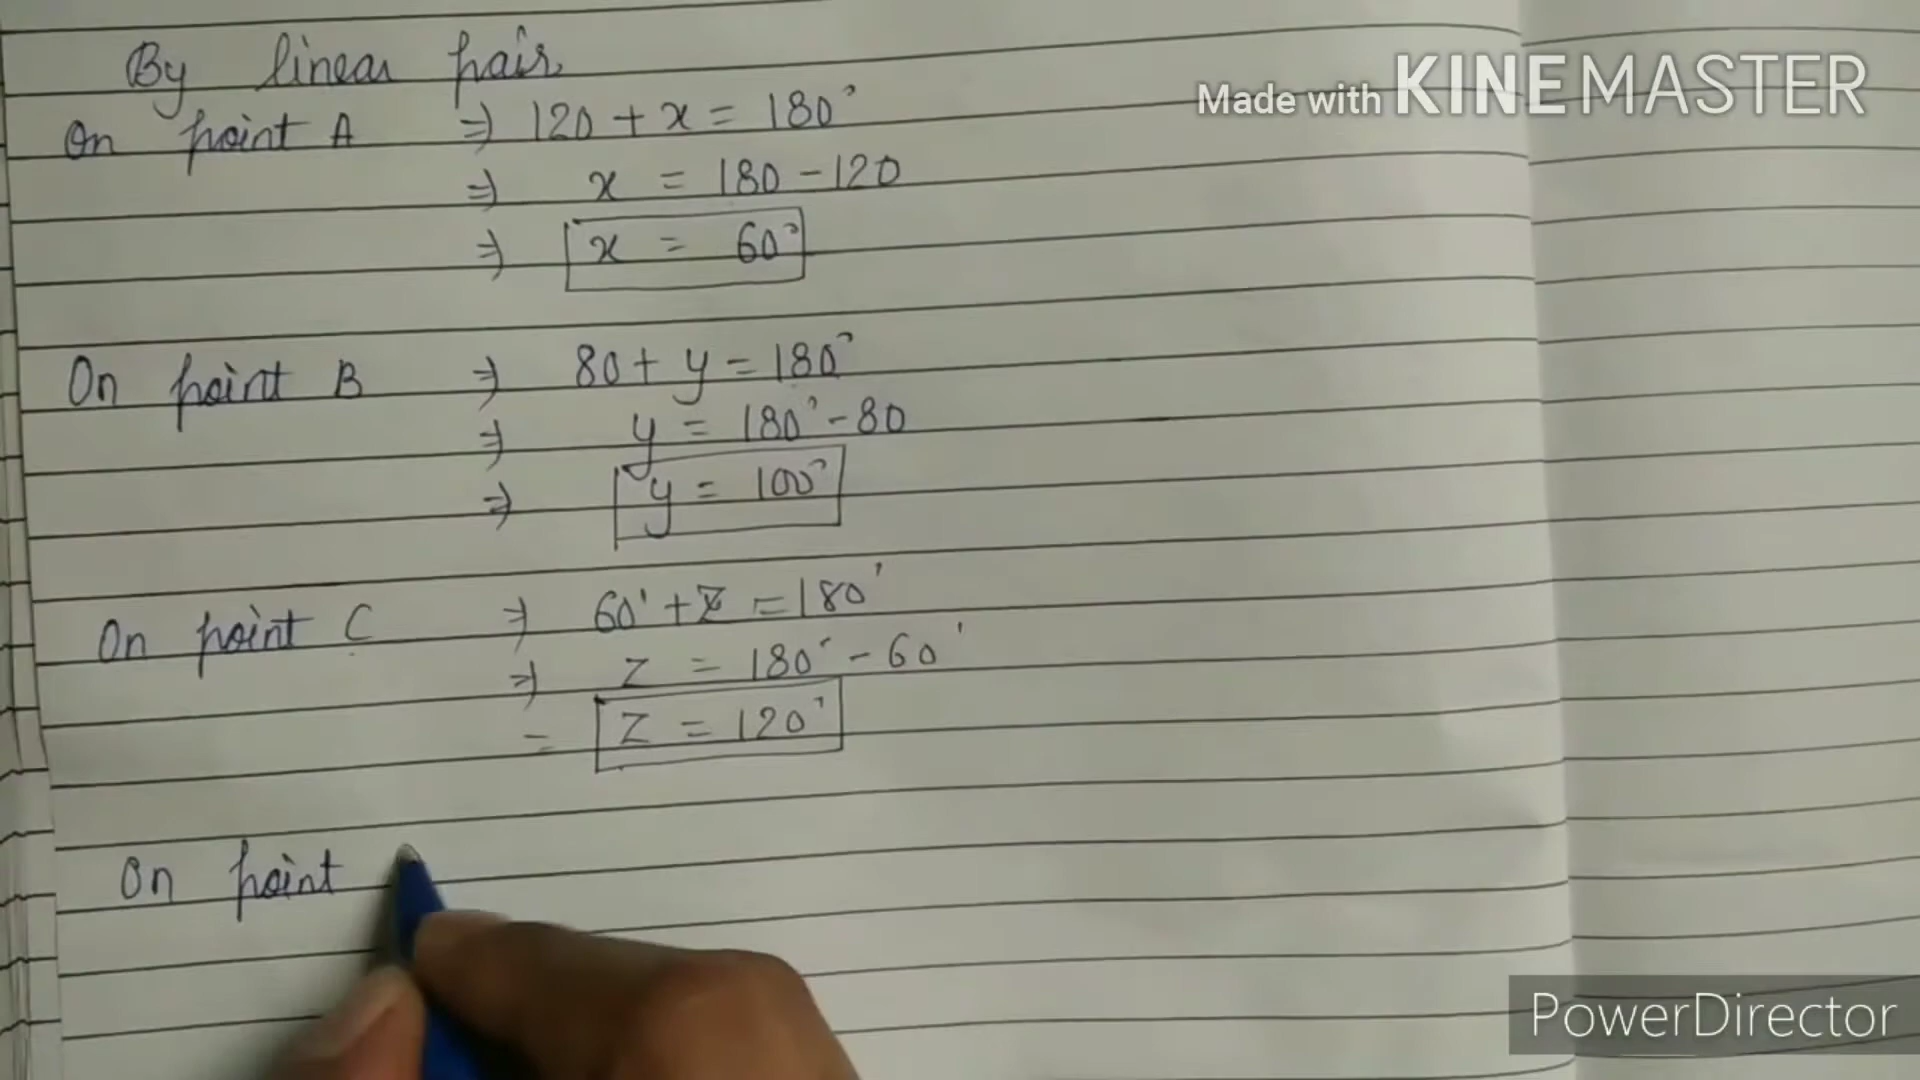 By linear pair,
On point A ⇒ 120 + x = 180°
⇒ x = 180 - 120
⇒ x = 60°
On point B ⇒ 80 + y = 180°
⇒ y = 180° - 80
⇒ y = 100°
On point C ⇒ 60° + z = 180°
⇒ z = 180° - 60°
= z = 120°
On point
Made with KINEMASTER
PowerDirector